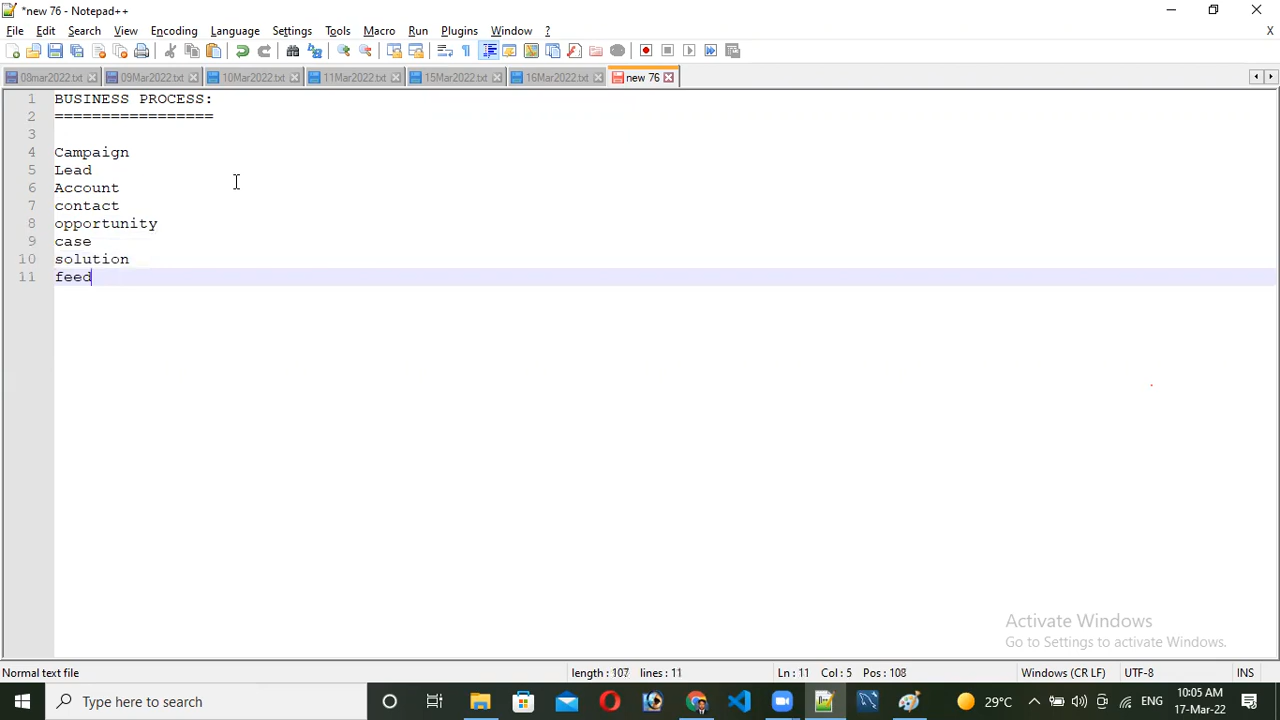 *new 76 - Notepad++
File Edit Search View Encoding Language Settings Tools Macro Run Plugins Window ? X
08mar2022.txt 09Mar2022.txt 10Mar2022.txt 11Mar2022.txt 15Mar2022.txt 16Mar2022.txt new 76
1 BUSINESS PROCESS:
2 =================
3
4 Campaign
5 Lead
6 Account
7 contact
8 opportunity
9 case
10 solution
11 feed
Activate Windows
Go to Settings to activate Windows.
Normal text file length : 107 lines : 11 Ln : 11 Col : 5 Pos : 108 Windows (CR LF) UTF-8 INS
Type here to search 29°C ENG 10:05 AM
17-Mar-22